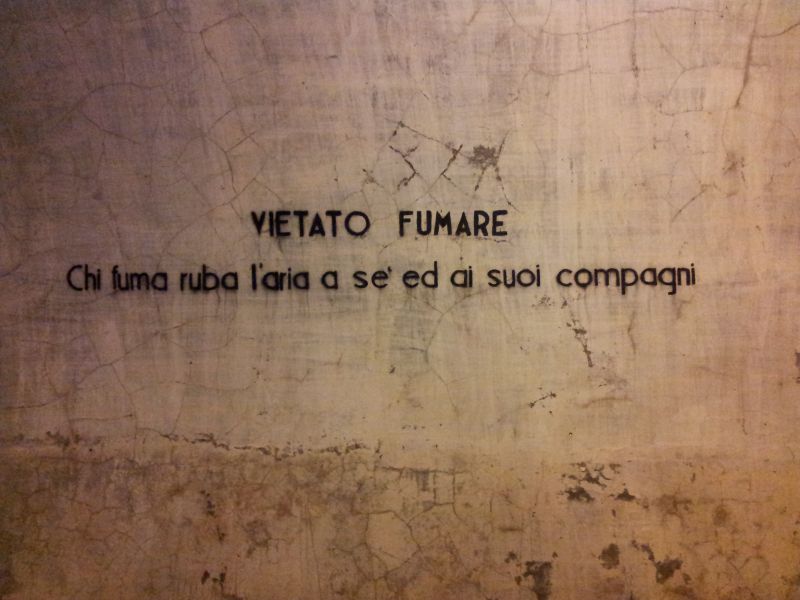 VIETATO FUMARE
Chi fuma ruba l'aria a se' ed ai suoi compagni